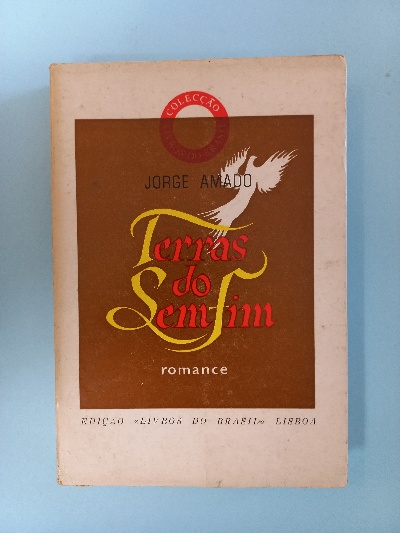 COLECÇÃO
JORGE AMADO
Terras
do
Sem Fim
romance
EDIÇÃO «LIVROS DO BRASIL» LISBOA